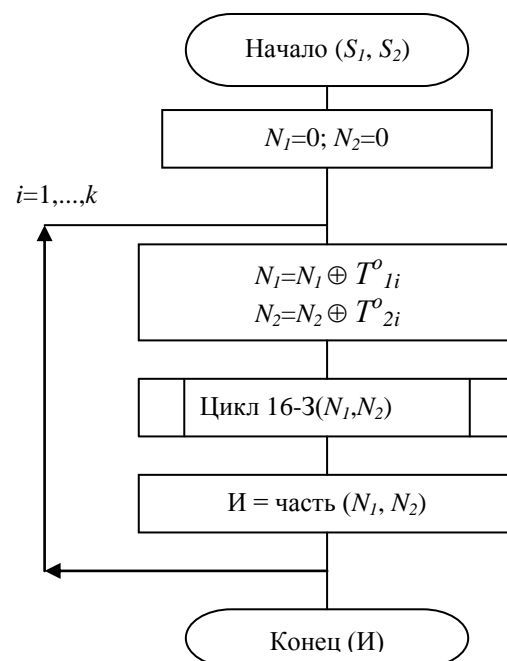 Начало (S₁, S₂)
N₁=0; N₂=0
i=1,...,k
N₁=N₁ ⊕ Tᵒ₁ᵢ
N₂=N₂ ⊕ Tᵒ₂ᵢ
Цикл 16-З(N₁,N₂)
И = часть (N₁, N₂)
Конец (И)